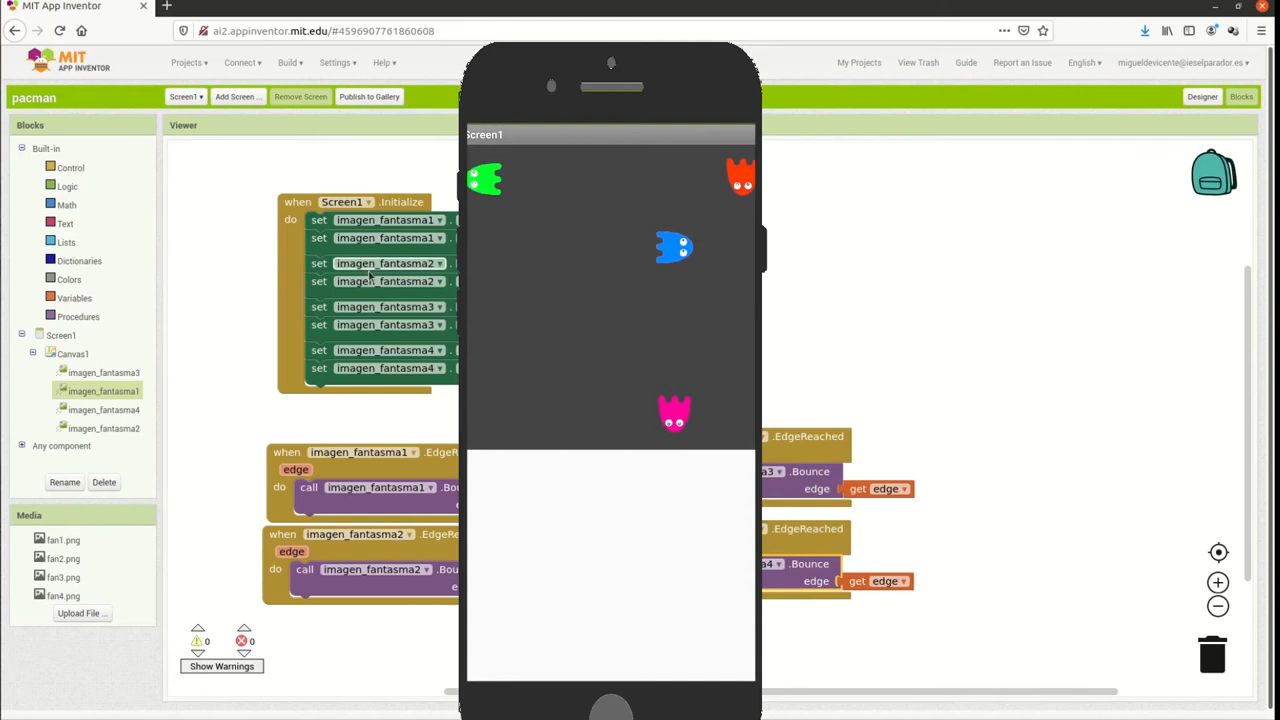 MIT App Inventor
ai2.appinventor.mit.edu/#4596907761860608
MIT
APP INVENTOR
Projects Connect Build Settings Help
My Projects View Trash Guide Report an Issue English migueldevicente@ieselparador.es
pacman
Screen1 Add Screen ... Remove Screen Publish to Gallery
Designer Blocks
Blocks
Built-in
Control
Logic
Math
Text
Lists
Dictionaries
Colors
Variables
Procedures
Screen1
Canvas1
imagen_fantasma3
imagen_fantasma1
imagen_fantasma4
imagen_fantasma2
Any component
Rename Delete
Media
fan1.png
fan2.png
fan3.png
fan4.png
Upload File ...
Viewer
when Screen1 .Initialize
do set imagen_fantasma1 .
set imagen_fantasma1 .
set imagen_fantasma2 .
set imagen_fantasma2 .
set imagen_fantasma3 .
set imagen_fantasma3 .
set imagen_fantasma4 .
set imagen_fantasma4 .
when imagen_fantasma1 .EdgeR
edge
do call imagen_fantasma1 .Bou
when imagen_fantasma2 .EdgeRe
edge
do call imagen_fantasma2 .Bou
e
Screen1
.EdgeReached
a3 .Bounce
edge get edge
.EdgeReached
a4 .Bounce
edge get edge
0 0
Show Warnings